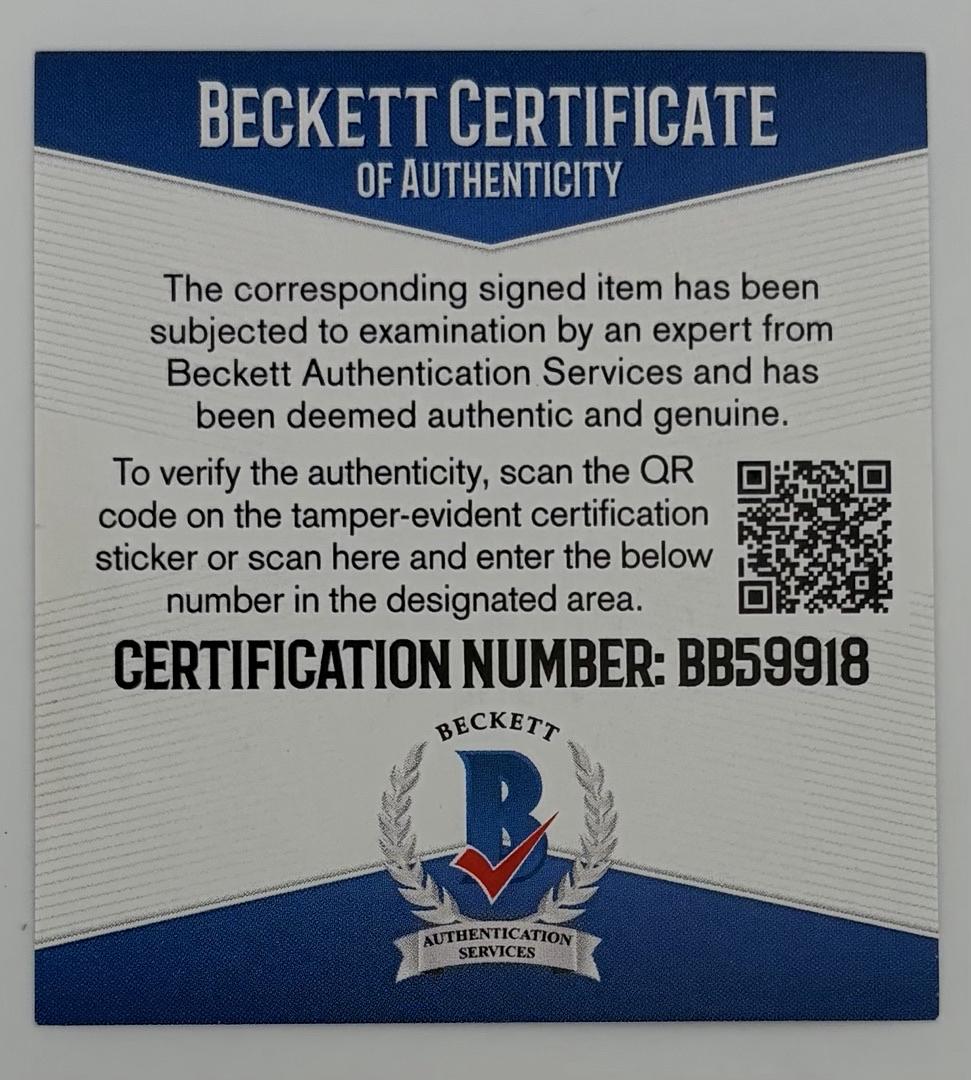 BECKETT CERTIFICATE
OF AUTHENTICITY
The corresponding signed item has been
subjected to examination by an expert from
Beckett Authentication Services and has
been deemed authentic and genuine.
To verify the authenticity, scan the QR
code on the tamper-evident certification
sticker or scan here and enter the below
number in the designated area.
CERTIFICATION NUMBER: BB59918
BECKETT
B
AUTHENTICATION
SERVICES